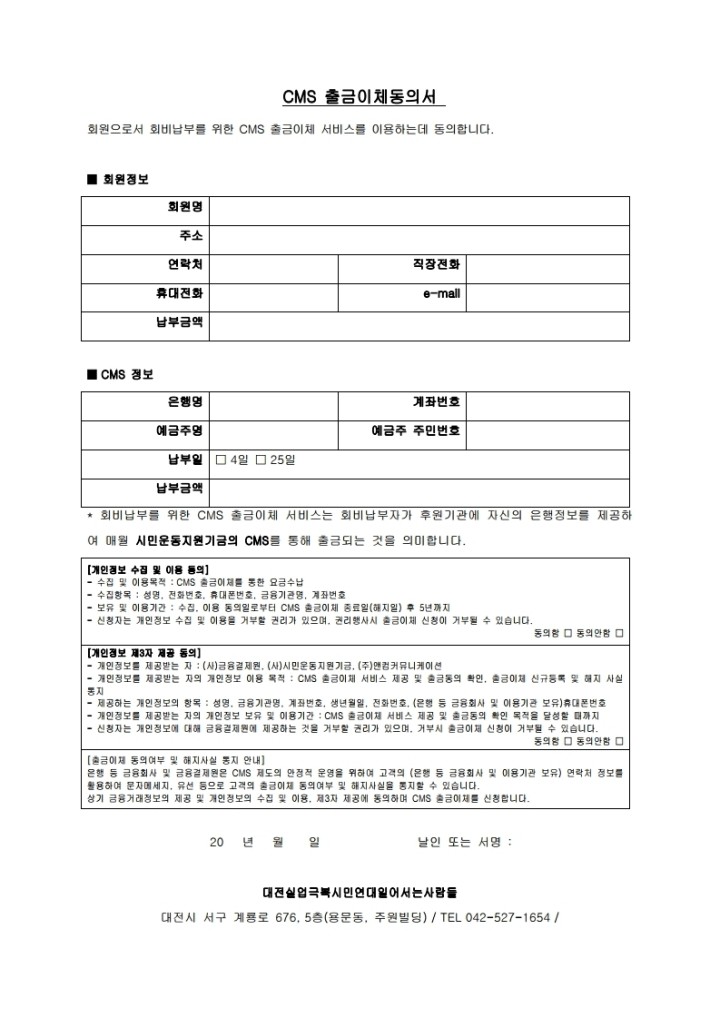 CMS 출금이체동의서
회원으로서 회비납부를 위한 CMS 출금이체 서비스를 이용하는데 동의합니다.
■ 회원정보
회원명
주소
연락처 직장전화
휴대전화 e-mail
납부금액
■ CMS 정보
은행명 계좌번호
예금주명 예금주 주민번호
납부일 □ 4일 □ 25일
납부금액
* 회비납부를 위한 CMS 출금이체 서비스는 회비납부자가 후원기관에 자신의 은행정보를 제공하
여 매월 시민운동지원기금의 CMS를 통해 출금되는 것을 의미합니다.
[개인정보 수집 및 이용 동의]
- 수집 및 이용목적 : CMS 출금이체를 통한 요금수납
- 수집항목 : 성명, 전화번호, 휴대폰번호, 금융기관명, 계좌번호
- 보유 및 이용기간 : 수집, 이용 동의일로부터 CMS 출금이체 종료일(해지일) 후 5년까지
- 신청자는 개인정보 수집 및 이용을 거부할 권리가 있으며, 권리행사시 출금이체 신청이 거부될 수 있습니다.
동의함 □ 동의안함 □
[개인정보 제3자 제공 동의]
- 개인정보를 제공받는 자 : (사)금융결제원, (사)시민운동지원기금, (주)앤컴커뮤니케이션
- 개인정보를 제공받는 자의 개인정보 이용 목적 : CMS 출금이체 서비스 제공 및 출금동의 확인, 출금이체 신규등록 및 해지 사실
통지
- 제공하는 개인정보의 항목 : 성명, 금융기관명, 계좌번호, 생년월일, 전화번호, (은행 등 금융회사 및 이용기관 보유)휴대폰번호
- 개인정보를 제공받는 자의 개인정보 보유 및 이용기간 : CMS 출금이체 서비스 제공 및 출금동의 확인 목적을 달성할 때까지
- 신청자는 개인정보에 대해 금융결제원에 제공하는 것을 거부할 권리가 있으며, 거부시 출금이체 신청이 거부될 수 있습니다.
동의함 □ 동의안함 □
[출금이체 동의여부 및 해지사실 통지 안내]
은행 등 금융회사 및 금융결제원은 CMS 제도의 안정적 운영을 위하여 고객의 (은행 등 금융회사 및 이용기관 보유) 연락처 정보를
활용하여 문자메세지, 유선 등으로 고객의 출금이체 동의여부 및 해지사실을 통지할 수 있습니다.
상기 금융거래정보의 제공 및 개인정보의 수집 및 이용, 제3자 제공에 동의하며 CMS 출금이체를 신청합니다.
20 년 월 일 날인 또는 서명 :
대전실업극복시민연대일어서는사람들
대전시 서구 계룡로 676, 5층(용문동, 주원빌딩) / TEL 042-527-1654 /